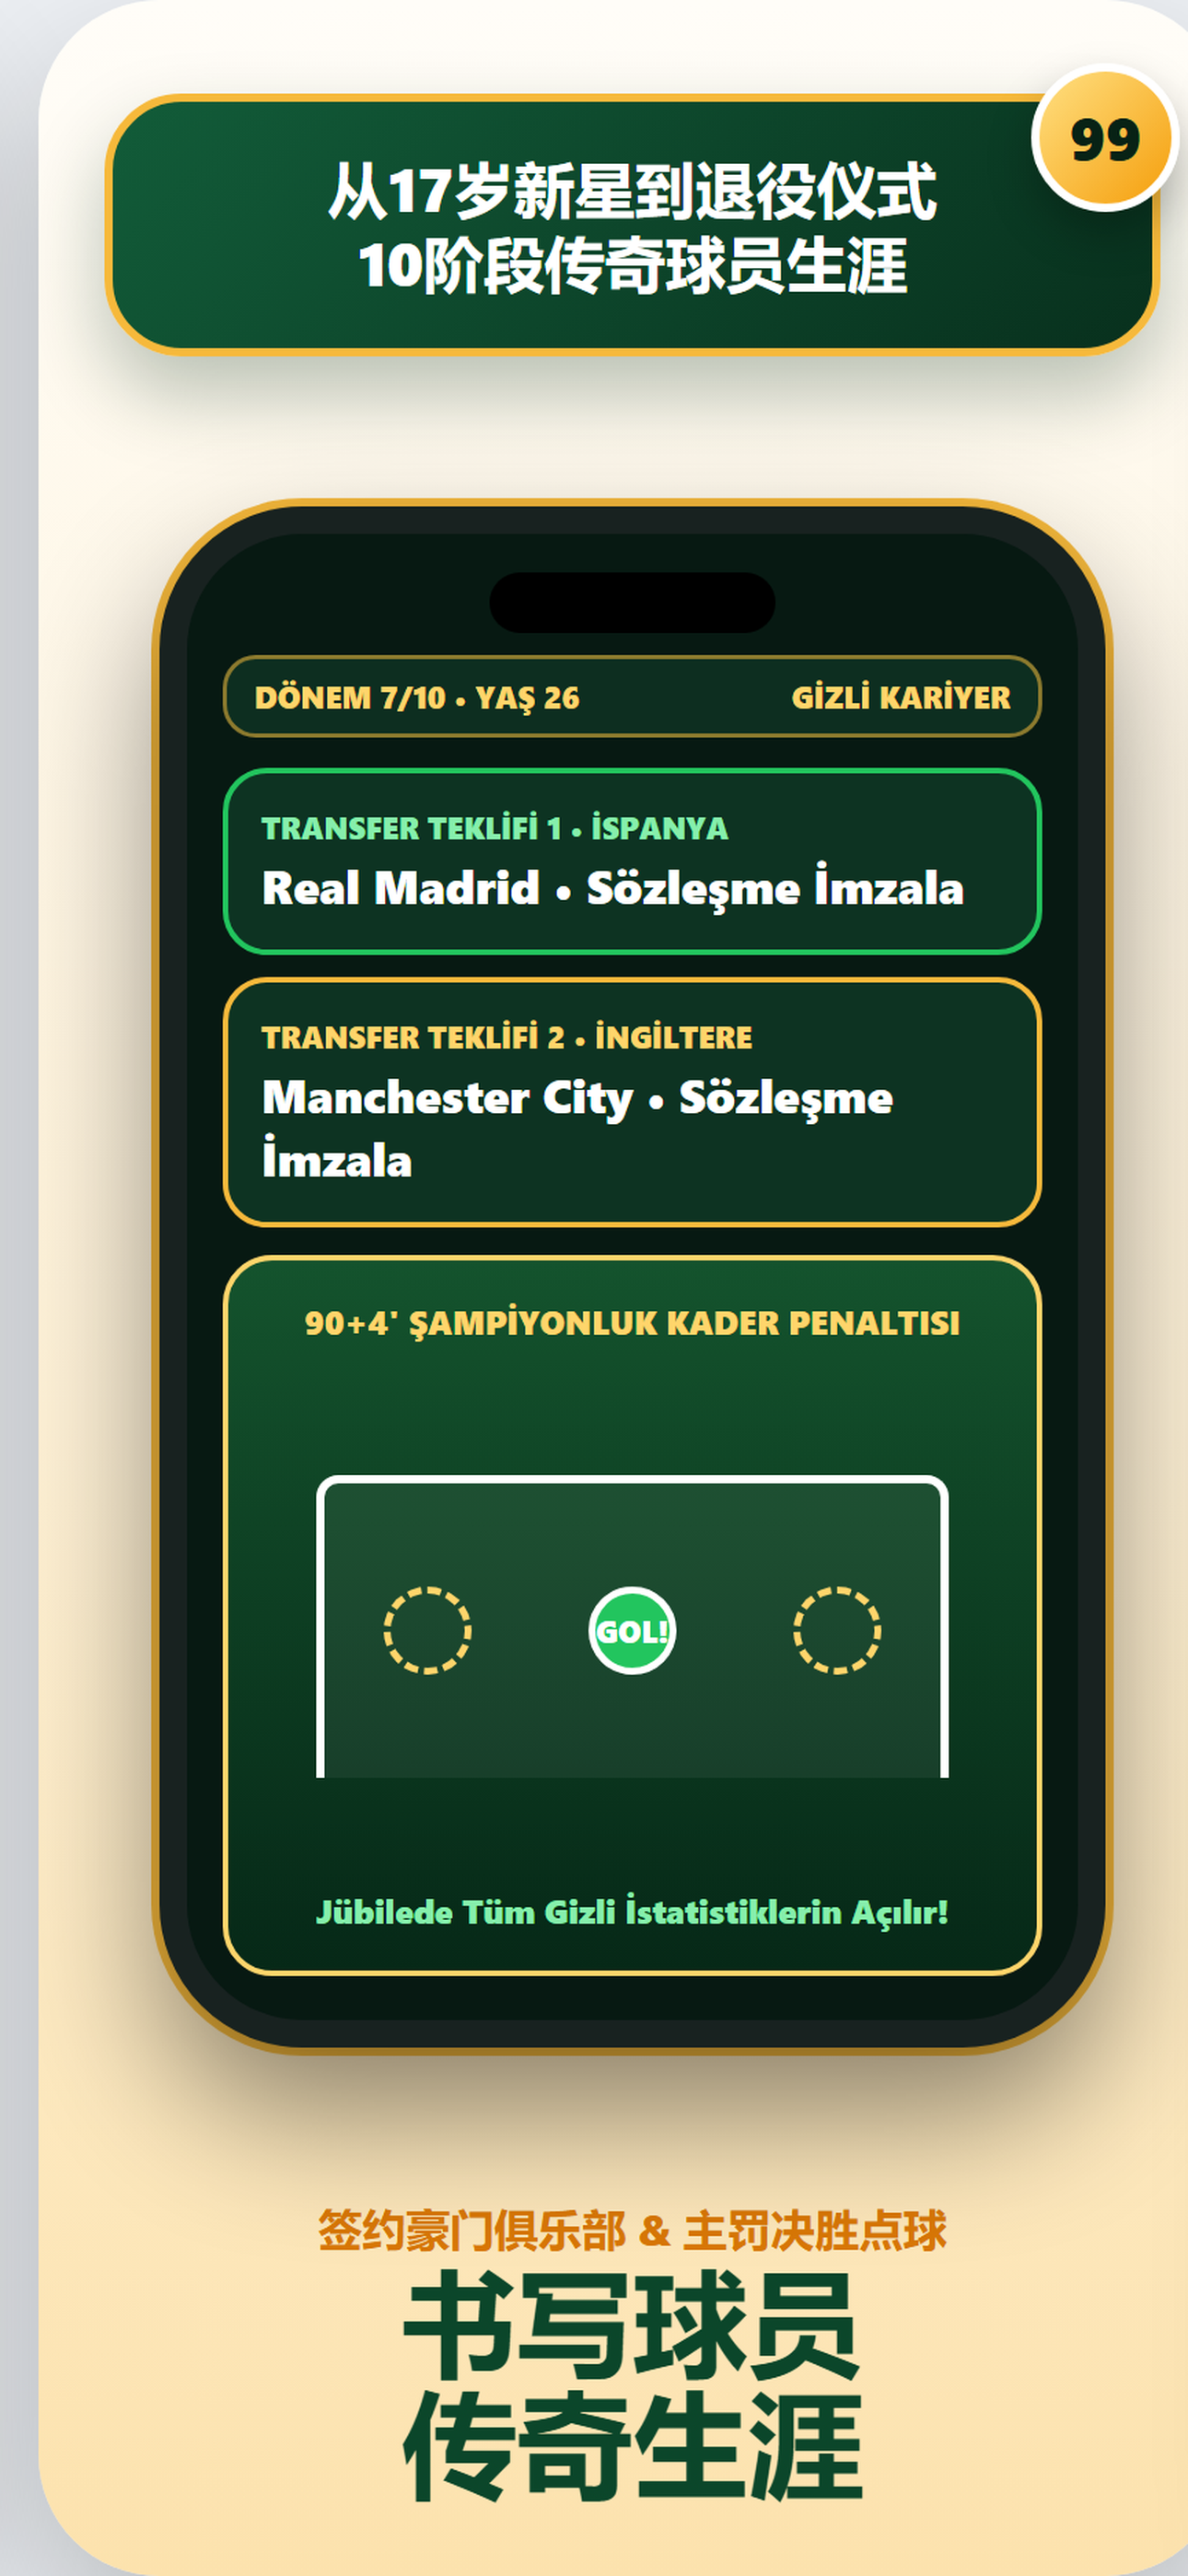 99
从17岁新星到退役仪式
10阶段传奇球员生涯
DÖNEM 7/10 • YAŞ 26
GİZLİ KARİYER
TRANSFER TEKLİFİ 1 • İSPANYA
Real Madrid • Sözleşme İmzala
TRANSFER TEKLİFİ 2 • İNGİLTERE
Manchester City • Sözleşme
İmzala
90+4' ŞAMPİYONLUK KADER PENALTISI
GOL!
Jübilede Tüm Gizli İstatistiklerin Açılır!
签约豪门俱乐部 & 主罚决胜点球
书写球员
传奇生涯